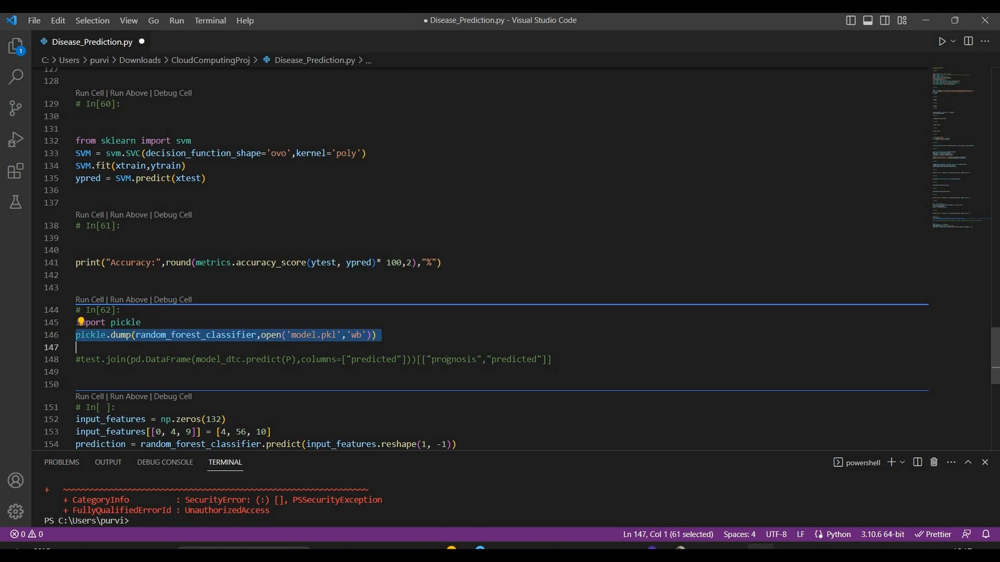 File Edit Selection View Go Run Terminal Help
● Disease_Prediction.py - Visual Studio Code
Disease_Prediction.py ●
1
C: > Users > purvi > Downloads > CloudComputingProj > Disease_Prediction.py > ...
127
128
Run Cell | Run Above | Debug Cell
129 # In[60]:
130
131
132 from sklearn import svm
133 SVM = svm.SVC(decision_function_shape='ovo',kernel='poly')
134 SVM.fit(xtrain,ytrain)
135 ypred = SVM.predict(xtest)
136
137
Run Cell | Run Above | Debug Cell
138 # In[61]:
139
140
141 print("Accuracy:",round(metrics.accuracy_score(ytest, ypred)* 100,2),"%")
142
143
Run Cell | Run Above | Debug Cell
144 # In[62]:
145 import pickle
146 pickle.dump(random_forest_classifier,open('model.pkl','wb'))
147
148 #test.join(pd.DataFrame(model_dtc.predict(P),columns=["predicted"]))[["prognosis","predicted"]]
149
150
Run Cell | Run Above | Debug Cell
151 # In[ ]:
152 input_features = np.zeros(132)
153 input_features[[0, 4, 9]] = [4, 56, 10]
154 prediction = random_forest_classifier.predict(input_features.reshape(1, -1))
PROBLEMS OUTPUT DEBUG CONSOLE TERMINAL
powershell
+ ~~~~~~~~~~~~~~~~~~~~~~~~~~~~~~~~~~~~~~~~~~~~~~~~~~~~~~~~~~~~
+ CategoryInfo : SecurityError: (:) [], PSSecurityException
+ FullyQualifiedErrorId : UnauthorizedAccess
PS C:\Users\purvi>
0 0 Ln 147, Col 1 (61 selected) Spaces: 4 UTF-8 LF Python 3.10.6 64-bit Prettier